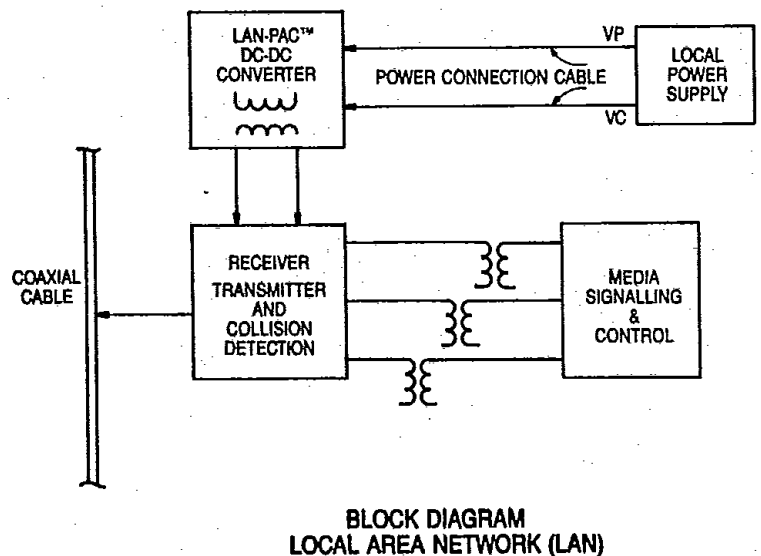 LAN-PAC™
DC-DC
CONVERTER
VP
POWER CONNECTION CABLE
VC
LOCAL
POWER
SUPPLY
COAXIAL
CABLE
RECEIVER
TRANSMITTER
AND
COLLISION
DETECTION
MEDIA
SIGNALLING
&
CONTROL
BLOCK DIAGRAM
LOCAL AREA NETWORK (LAN)